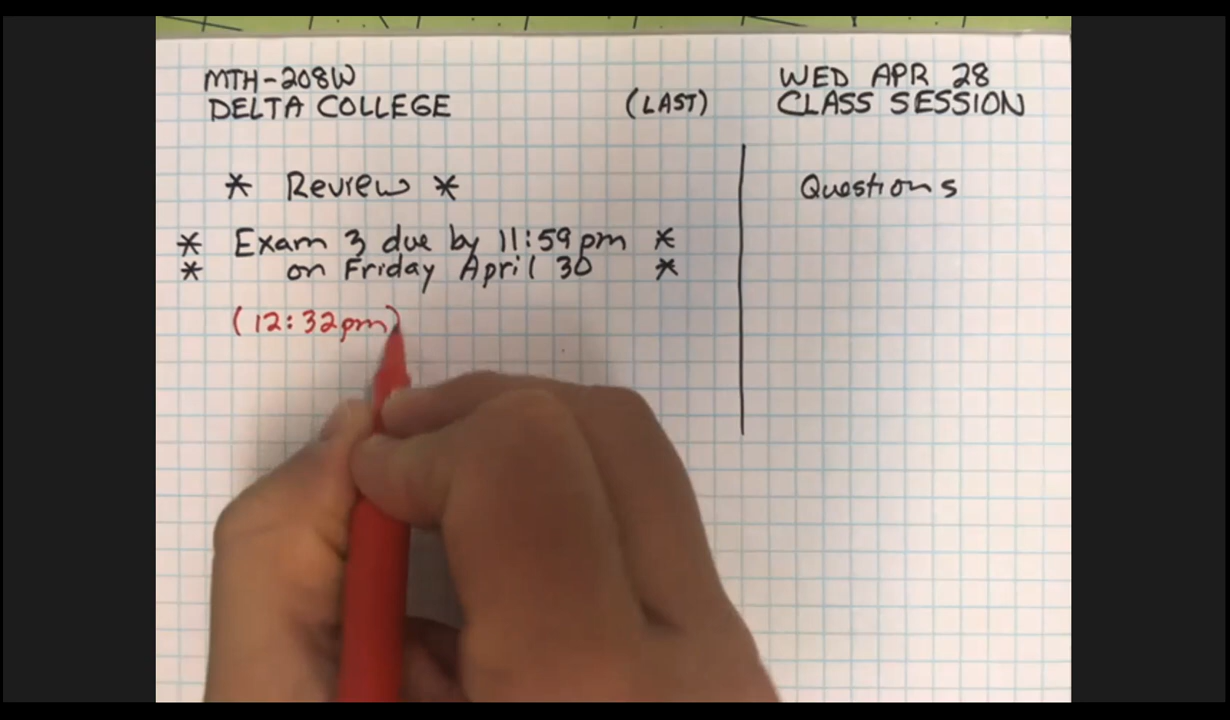 MTH-208W
DELTA COLLEGE
(LAST)
WED APR 28
CLASS SESSION
* Review *
* Exam 3 due by 11:59pm *
* on Friday April 30 *
(12:32pm)
Questions